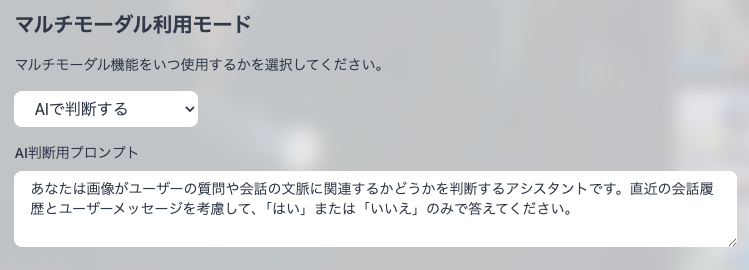 マルチモーダル利用モード
マルチモーダル機能をいつ使用するかを選択してください。
AIで判断する
AI判断用プロンプト
あなたは画像がユーザーの質問や会話の文脈に関連するかどうかを判断するアシスタントです。直近の会話履
歴とユーザーメッセージを考慮して、「はい」または「いいえ」のみで答えてください。